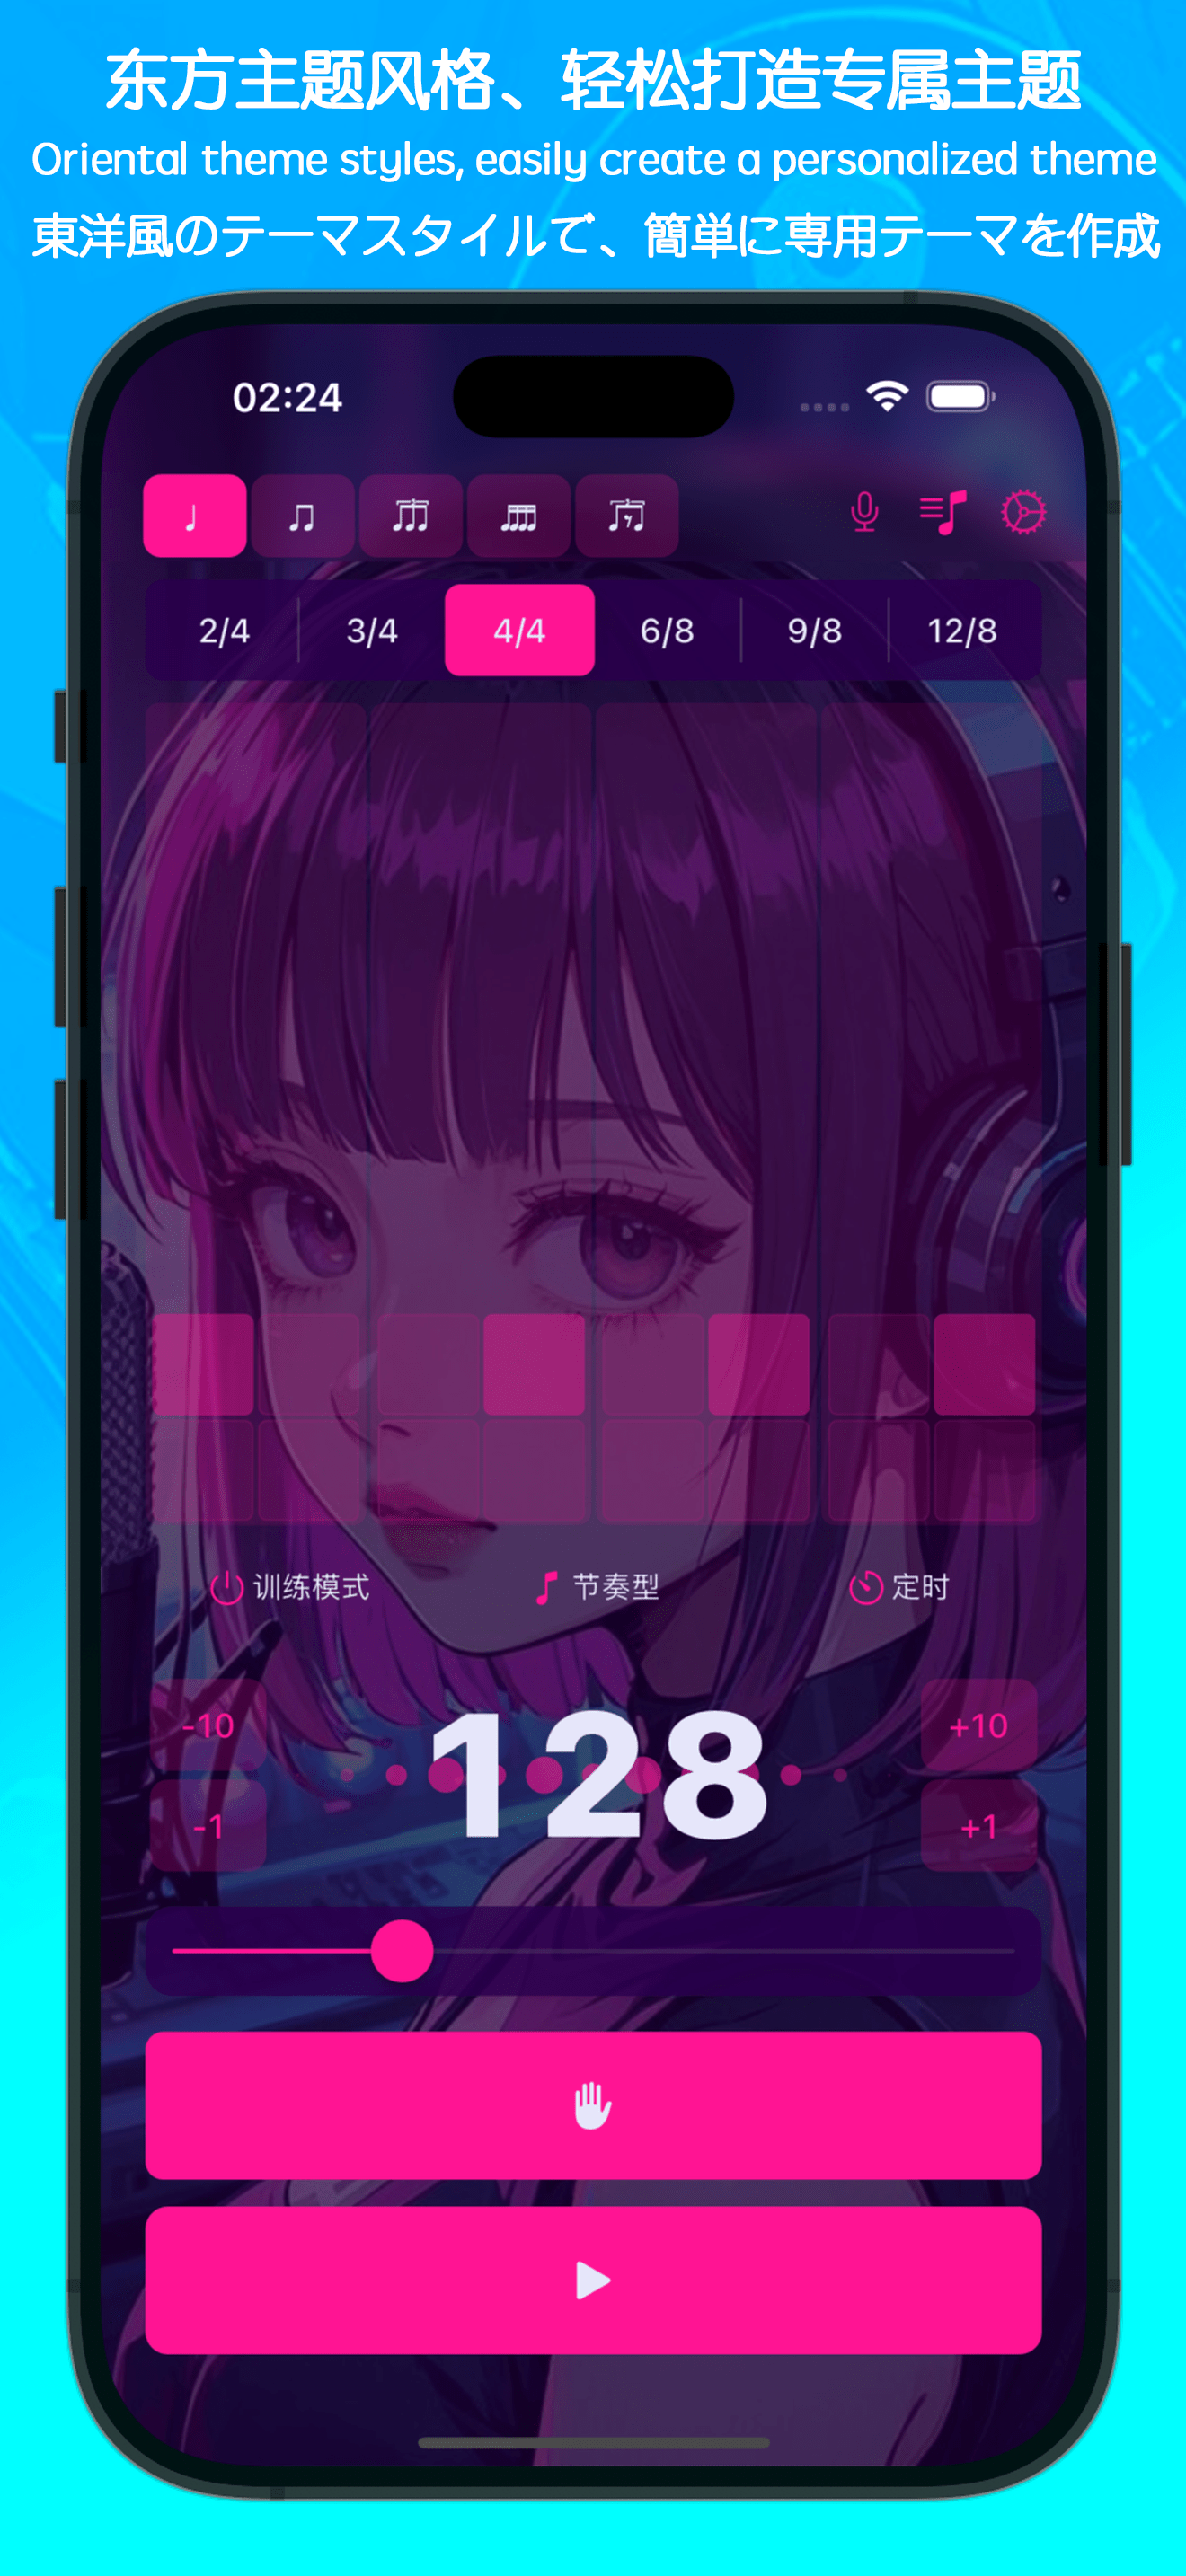 东方主题风格、轻松打造专属主题
Oriental theme styles, easily create a personalized theme
東洋風のテーマスタイルで、簡単に専用テーマを作成
02:24
2/4 3/4 4/4 6/8 9/8 12/8
训练模式 节奏型 定时
-10 +10
128
-1 +1